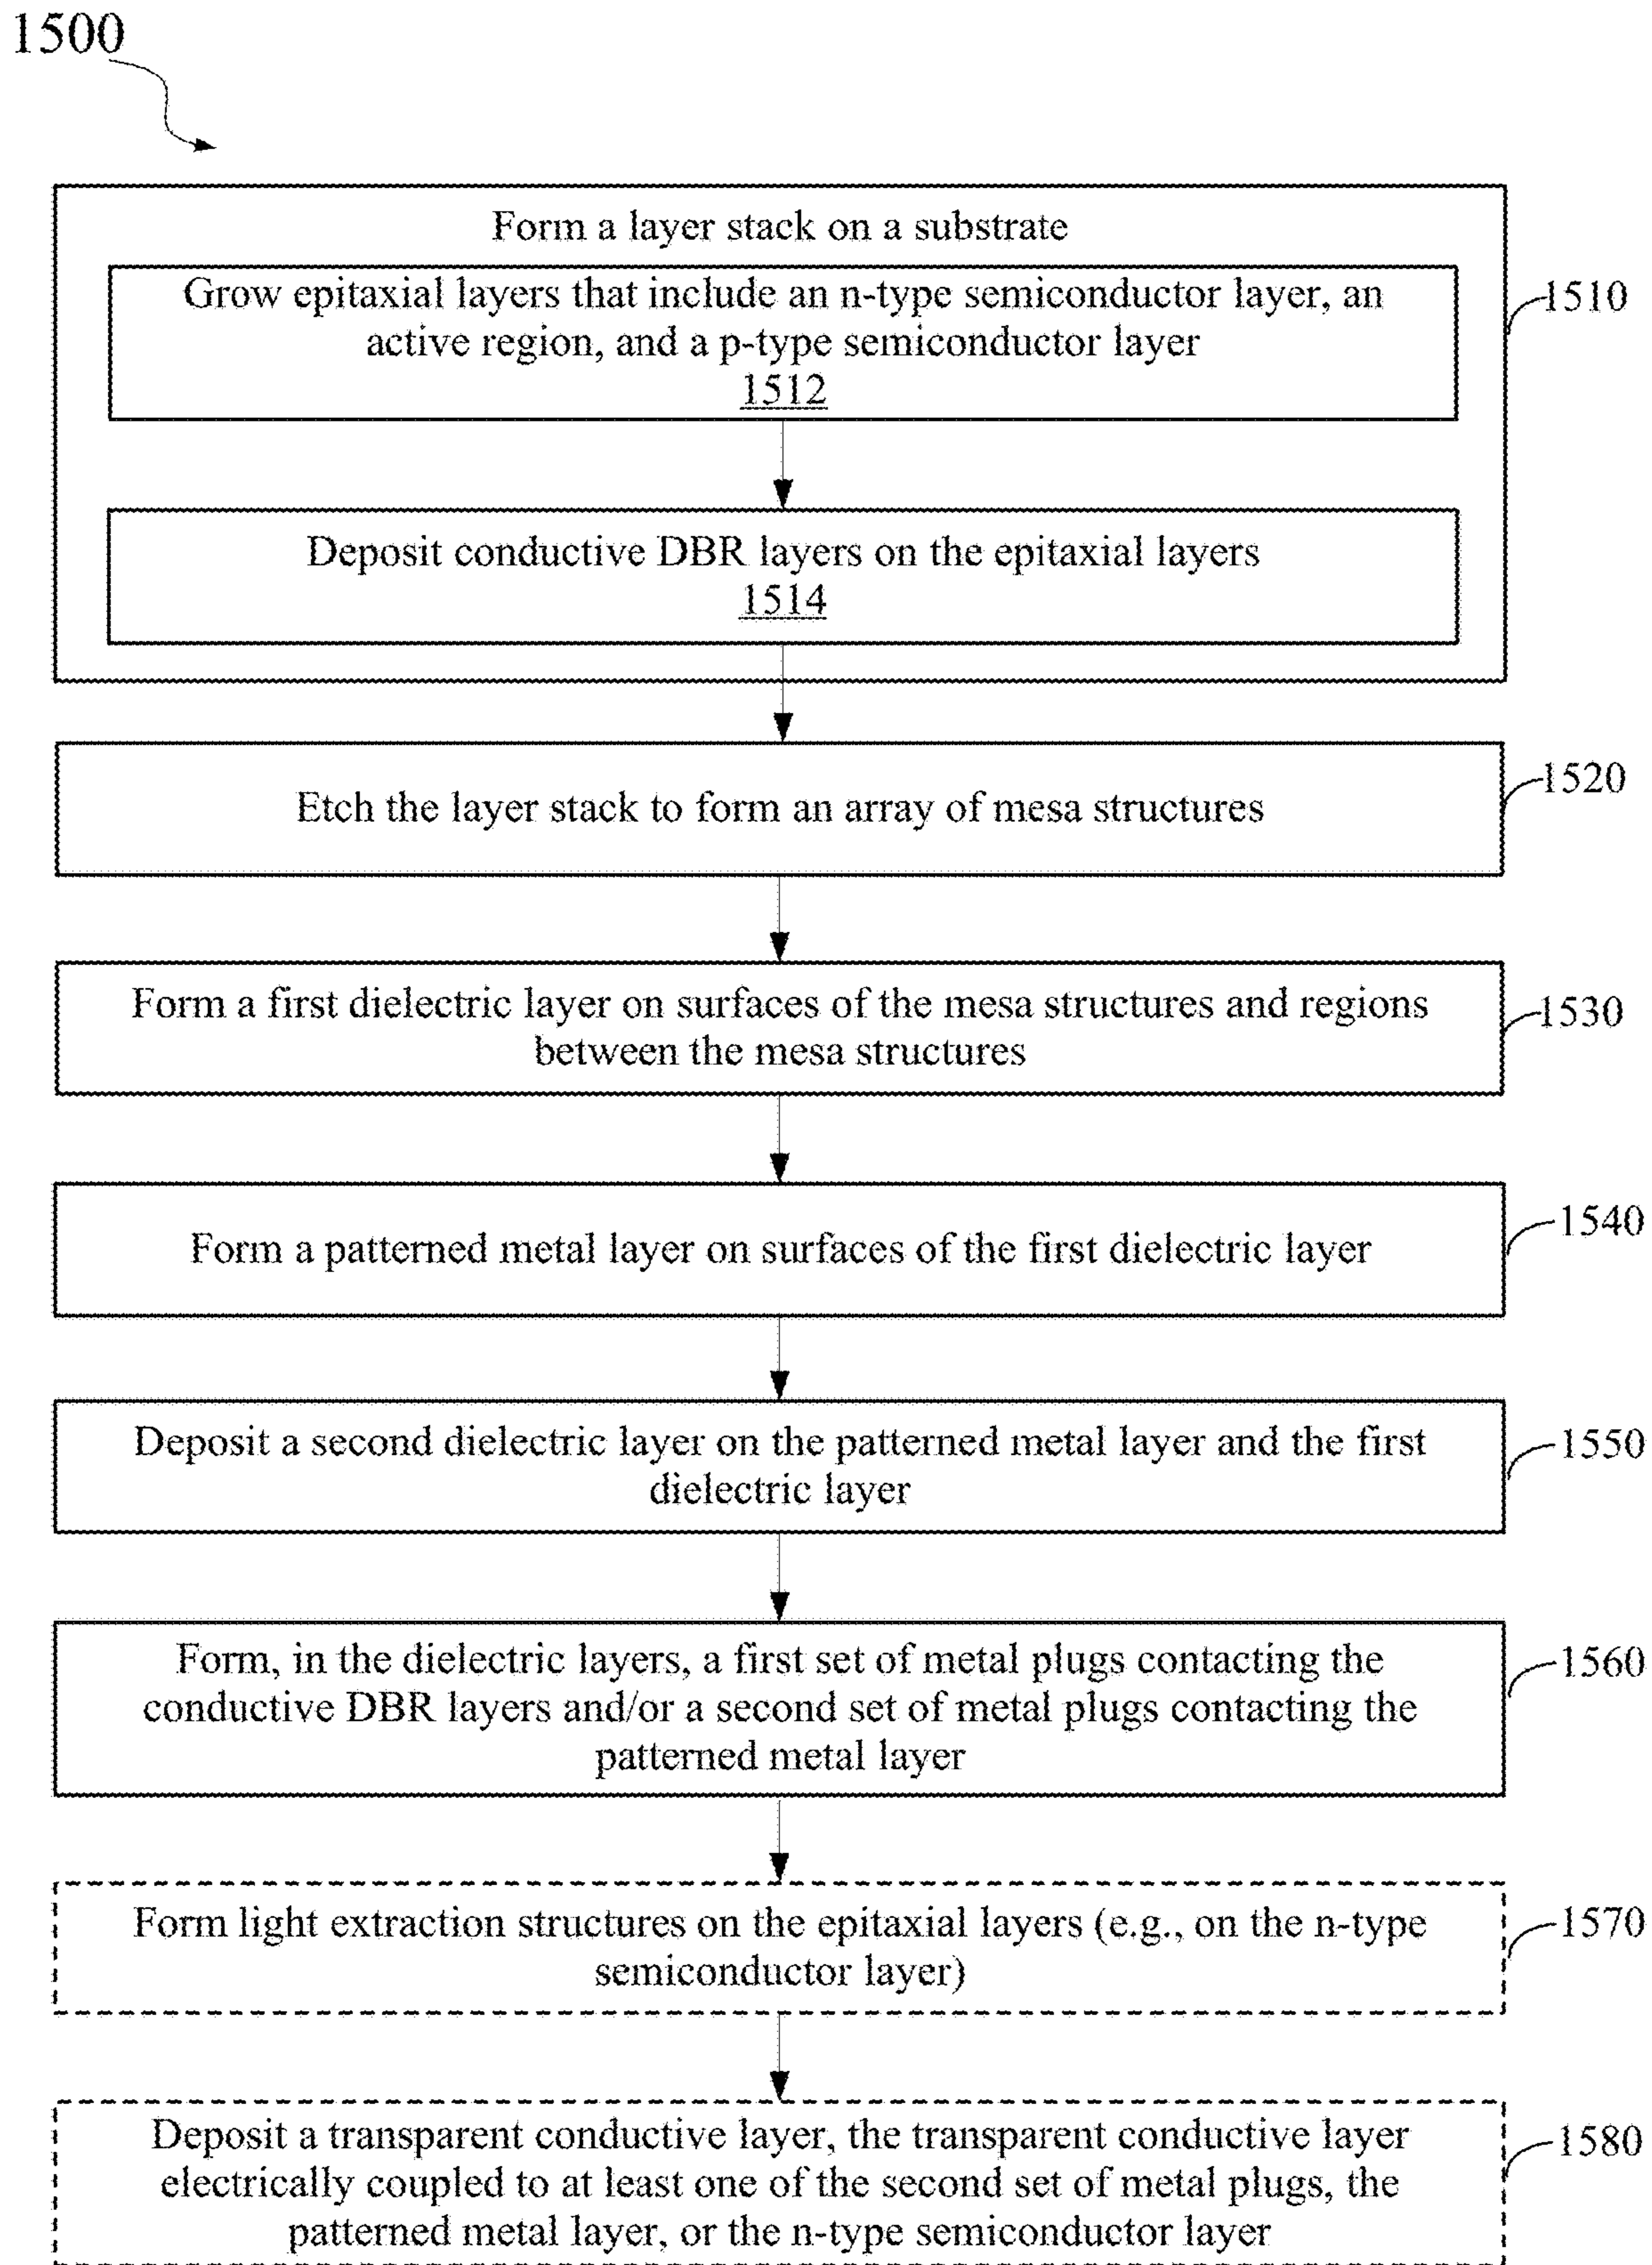 1500
Form a layer stack on a substrate
Grow epitaxial layers that include an n-type semiconductor layer, an
active region, and a p-type semiconductor layer
1512
1510
Deposit conductive DBR layers on the epitaxial layers
1514
Etch the layer stack to form an array of mesa structures
1520
Form a first dielectric layer on surfaces of the mesa structures and regions
between the mesa structures
1530
Form a patterned metal layer on surfaces of the first dielectric layer
1540
Deposit a second dielectric layer on the patterned metal layer and the first
dielectric layer
1550
Form, in the dielectric layers, a first set of metal plugs contacting the
conductive DBR layers and/or a second set of metal plugs contacting the
patterned metal layer
1560
Form light extraction structures on the epitaxial layers (e.g., on the n-type
semiconductor layer)
1570
Deposit a transparent conductive layer, the transparent conductive layer
electrically coupled to at least one of the second set of metal plugs, the
patterned metal layer, or the n-type semiconductor layer
1580